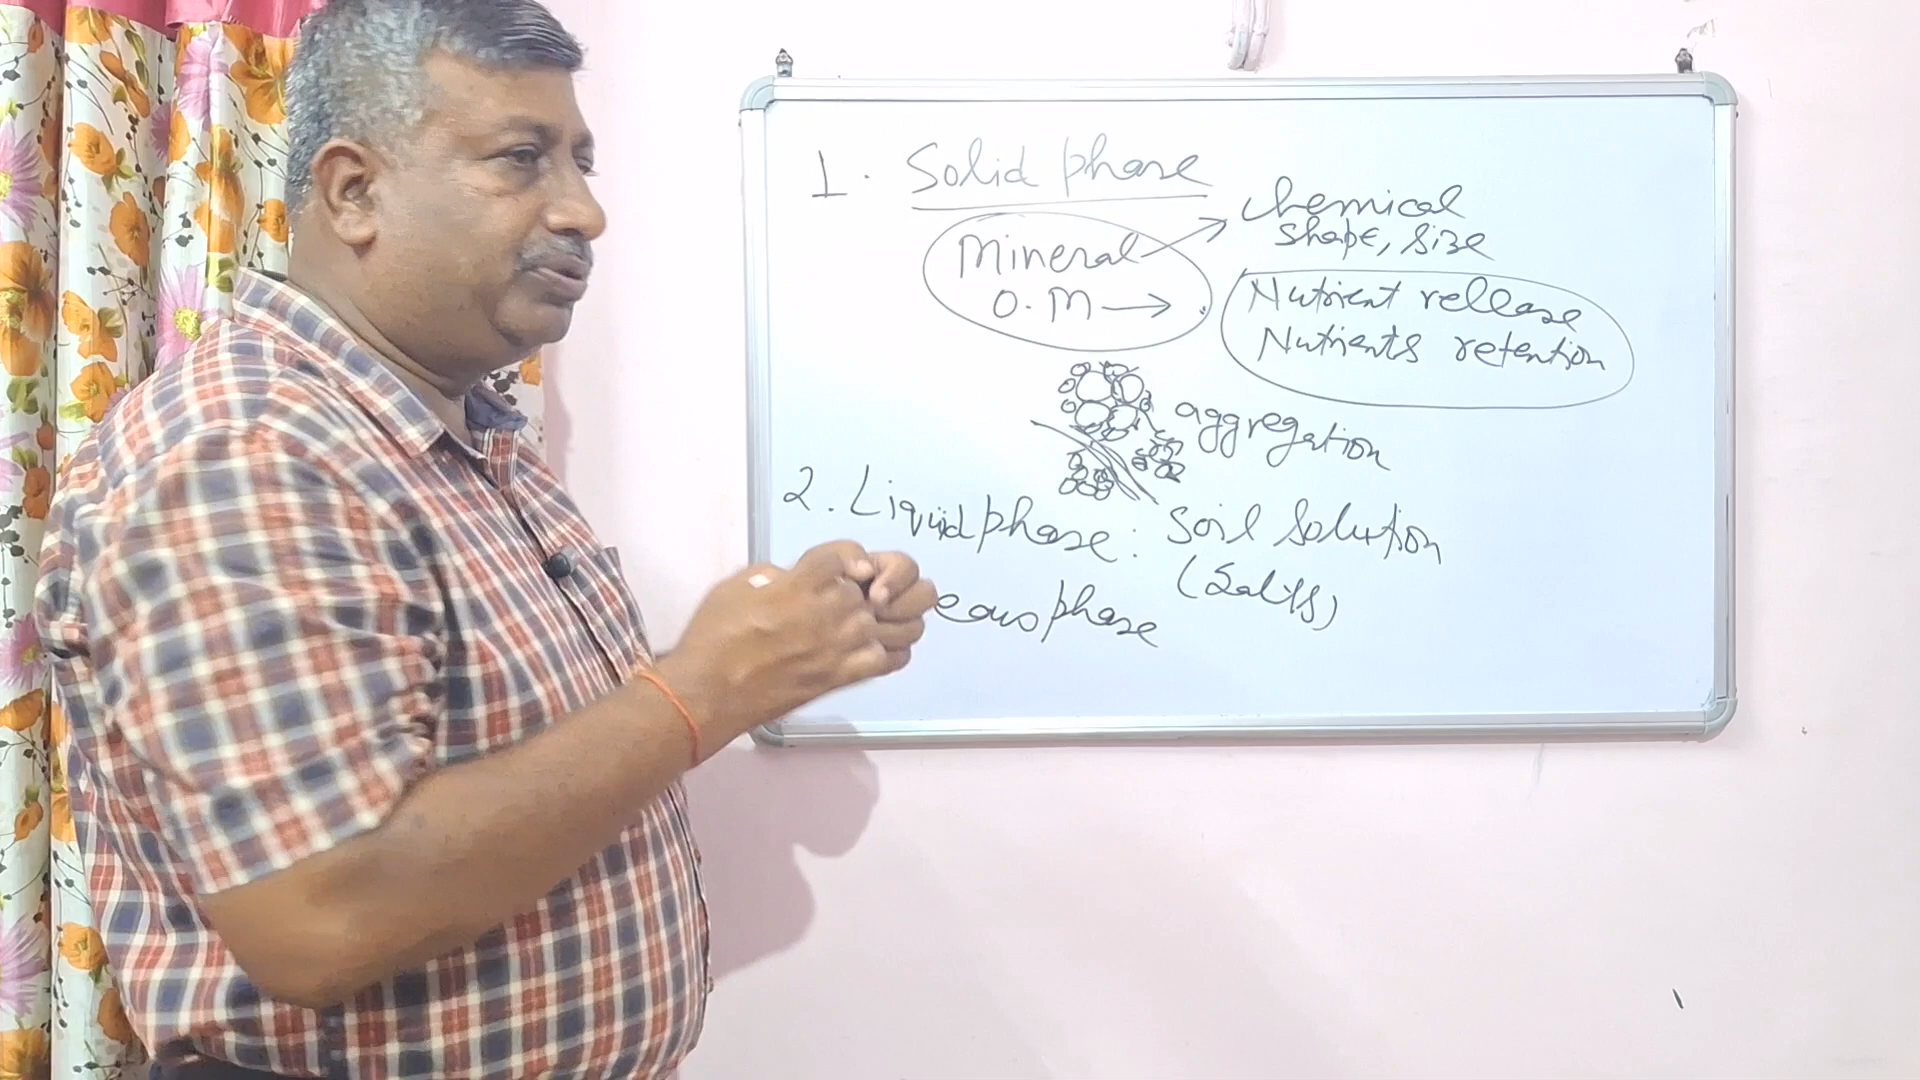 1. Solid phase
Mineral → chemical
shape, size
O.M →
Nutrient release
Nutrients retention
aggregation
2. Liquid phase : Soil Solution
(Salts)
eous phase